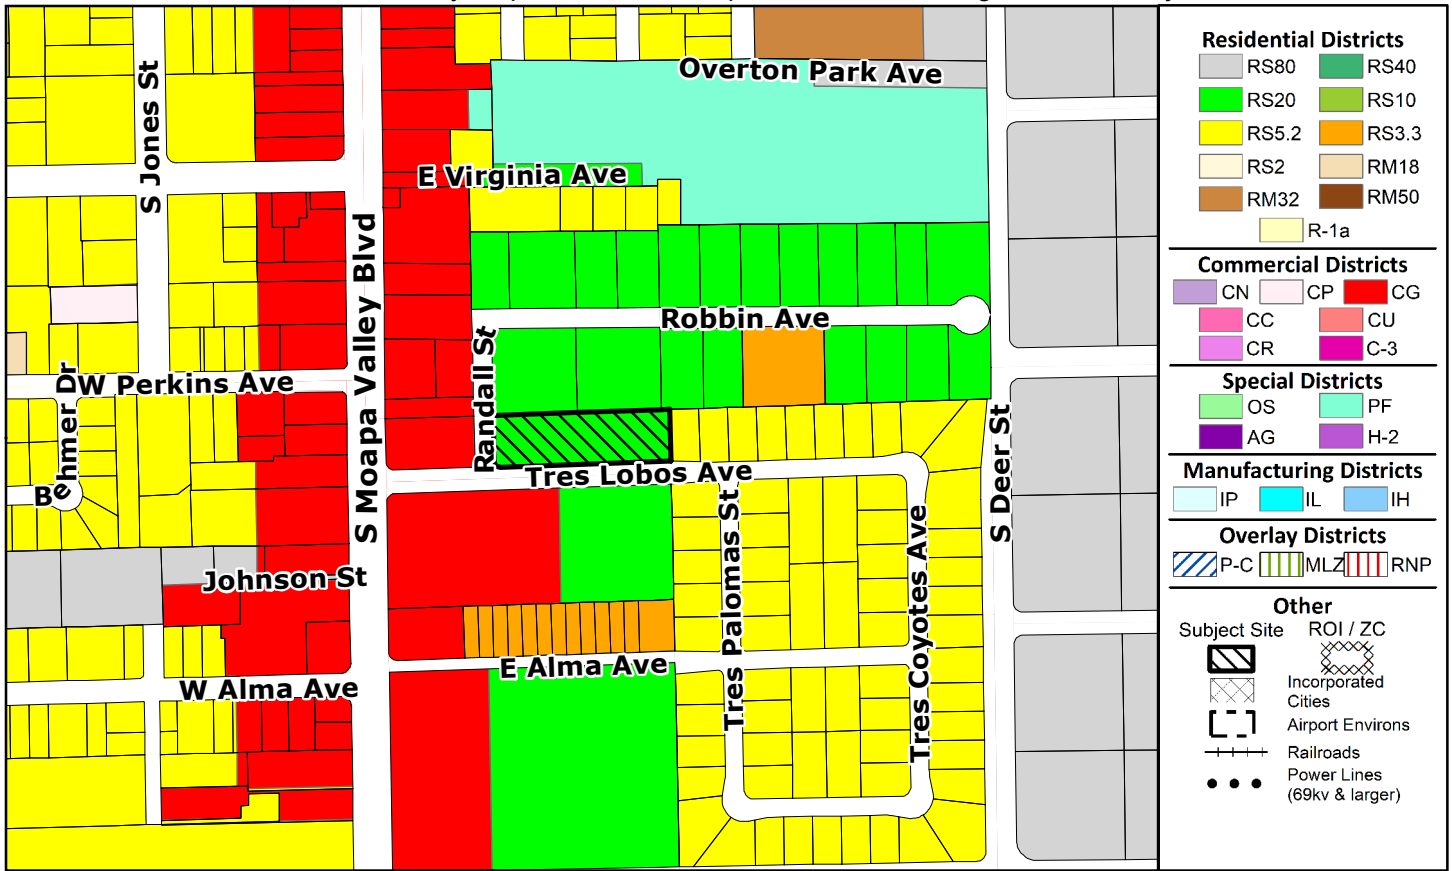 Overton Park Ave
S Jones St
E Virginia Ave
S Moapa Valley Blvd
Robbin Ave
Randall St
W Perkins Ave
Behmer Dr
Tres Lobos Ave
S Deer St
Tres Palomas St
Tres Coyotes Ave
Johnson St
E Alma Ave
W Alma Ave
Residential Districts
RS80 RS40
RS20 RS10
RS5.2 RS3.3
RS2 RM18
RM32 RM50
R-1a
Commercial Districts
CN CP CG
CC CU
CR C-3
Special Districts
OS PF
AG H-2
Manufacturing Districts
IP IL IH
Overlay Districts
P-C MLZ RNP
Other
Subject Site ROI / ZC
Incorporated
Cities
Airport Environs
Railroads
Power Lines
(69kv & larger)